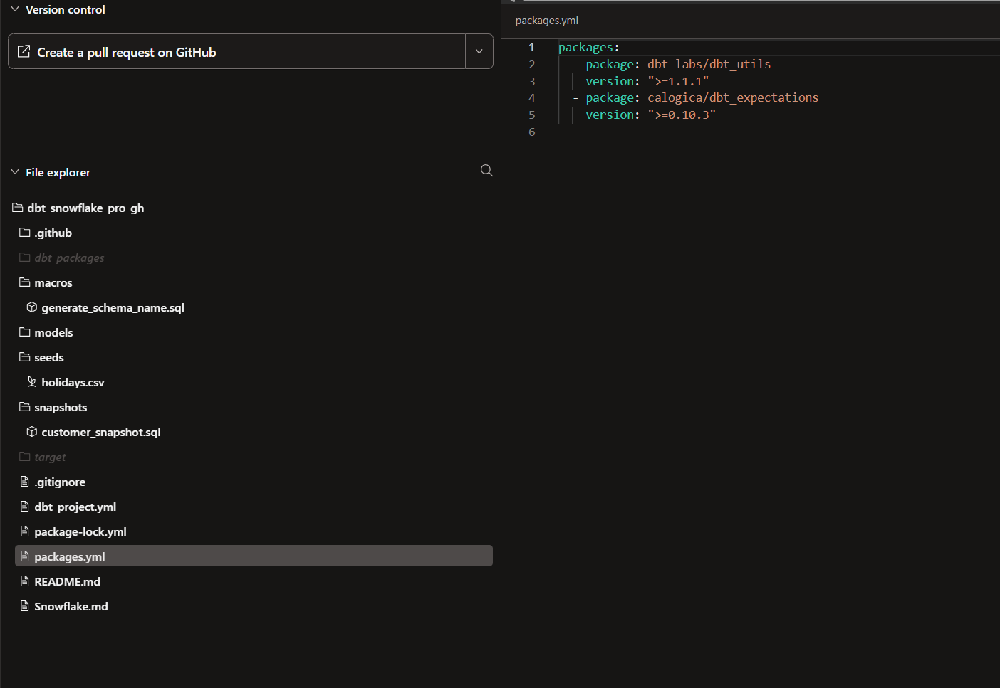 Version control
Create a pull request on GitHub
File explorer
dbt_snowflake_pro_gh
.github
dbt_packages
macros
generate_schema_name.sql
models
seeds
holidays.csv
snapshots
customer_snapshot.sql
target
.gitignore
dbt_project.yml
package-lock.yml
packages.yml
README.md
Snowflake.md
packages.yml
1 packages:
2   - package: dbt-labs/dbt_utils
3     version: ">=1.1.1"
4   - package: calogica/dbt_expectations
5     version: ">=0.10.3"
6